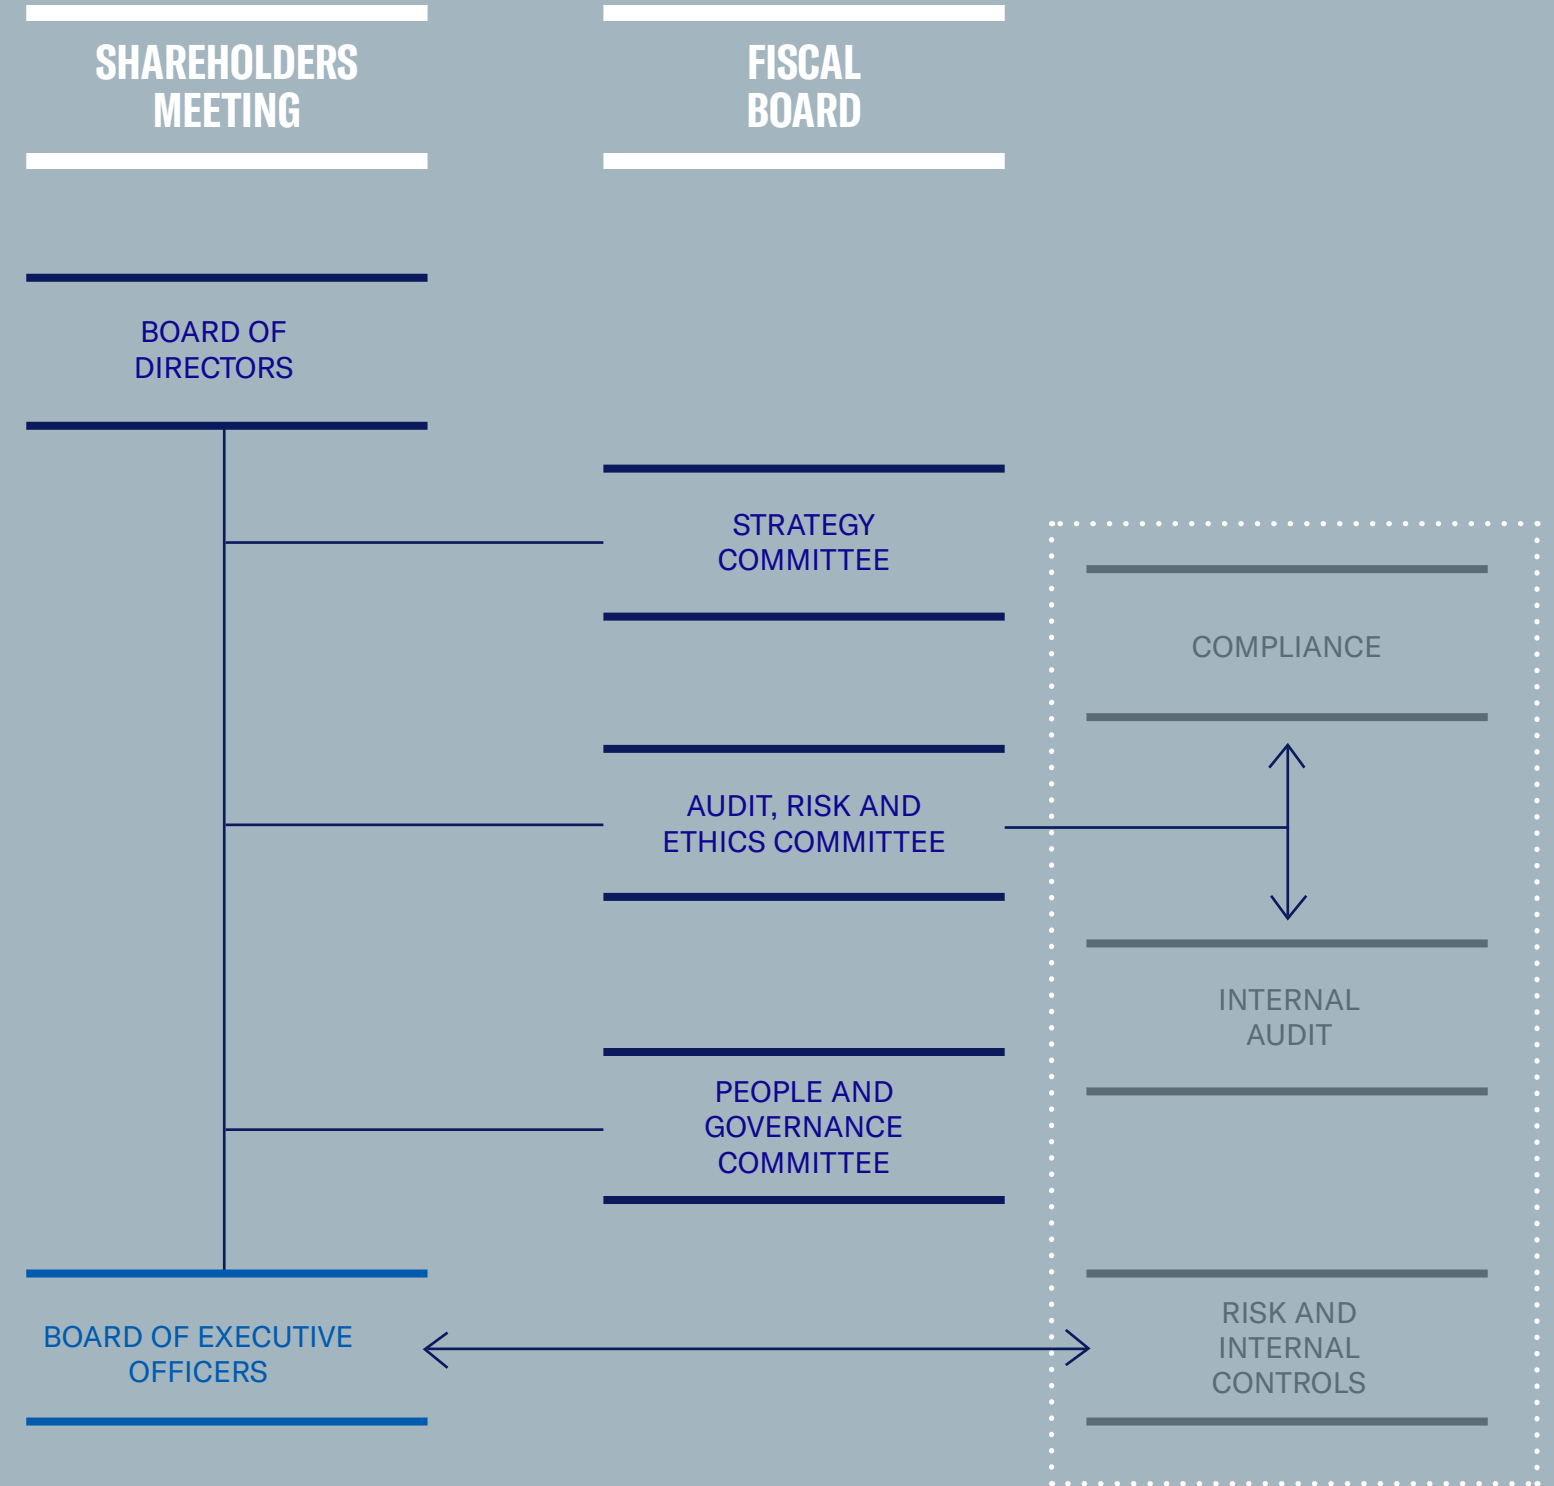 SHAREHOLDERS
MEETING
FISCAL
BOARD
BOARD OF
DIRECTORS
STRATEGY
COMMITTEE
COMPLIANCE
AUDIT, RISK AND
ETHICS COMMITTEE
INTERNAL
AUDIT
PEOPLE AND
GOVERNANCE
COMMITTEE
BOARD OF EXECUTIVE
OFFICERS
RISK AND
INTERNAL
CONTROLS